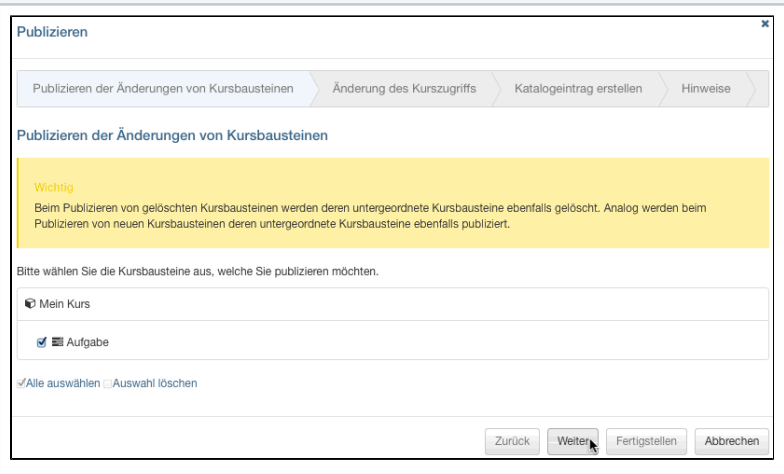 Publizieren
Publizieren der Änderungen von Kursbausteinen
Änderung des Kurszugriffs
Katalogeintrag erstellen
Hinweise
Publizieren der Änderungen von Kursbausteinen
Wichtig
Beim Publizieren von gelöschten Kursbausteinen werden deren untergeordnete Kursbausteine ebenfalls gelöscht. Analog werden beim
Publizieren von neuen Kursbausteinen deren untergeordnete Kursbausteine ebenfalls publiziert.
Bitte wählen Sie die Kursbausteine aus, welche Sie publizieren möchten.
Mein Kurs
Aufgabe
Alle auswählen Auswahl löschen
Zurück Weiter Fertigstellen Abbrechen